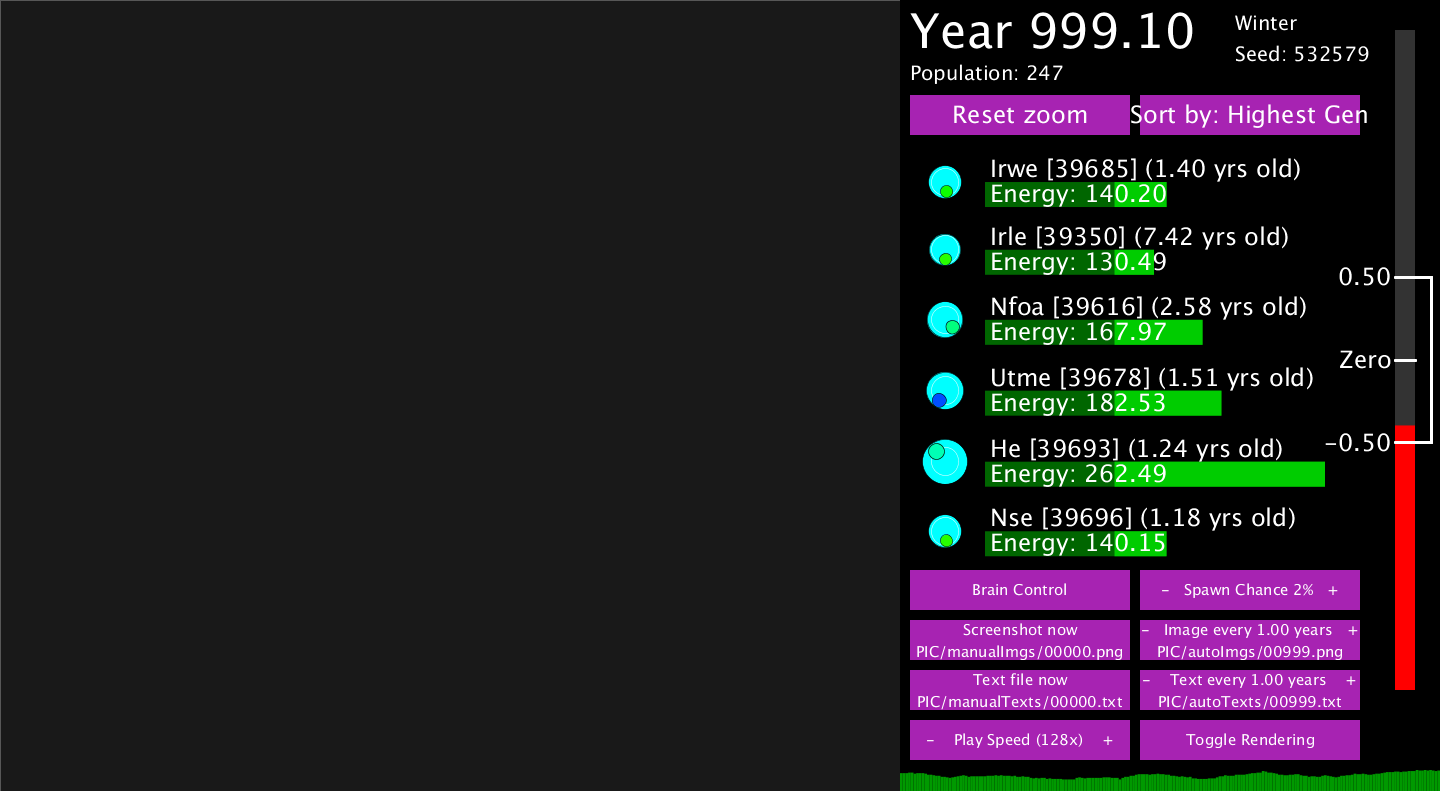 Year 999.10
Winter
Seed: 532579
Population: 247
Reset zoom
Sort by: Highest Gen
Irwe [39685] (1.40 yrs old)
Energy: 140.20
Irle [39350] (7.42 yrs old)
Energy: 130.49
Nfoa [39616] (2.58 yrs old)
Energy: 167.97
Utme [39678] (1.51 yrs old)
Energy: 182.53
He [39693] (1.24 yrs old)
Energy: 262.49
Nse [39696] (1.18 yrs old)
Energy: 140.15
0.50
Zero
-0.50
Brain Control
- Spawn Chance 2% +
Screenshot now
PIC/manualImgs/00000.png
- Image every 1.00 years +
PIC/autoImgs/00999.png
Text file now
PIC/manualTexts/00000.txt
- Text every 1.00 years +
PIC/autoTexts/00999.txt
- Play Speed (128x) +
Toggle Rendering